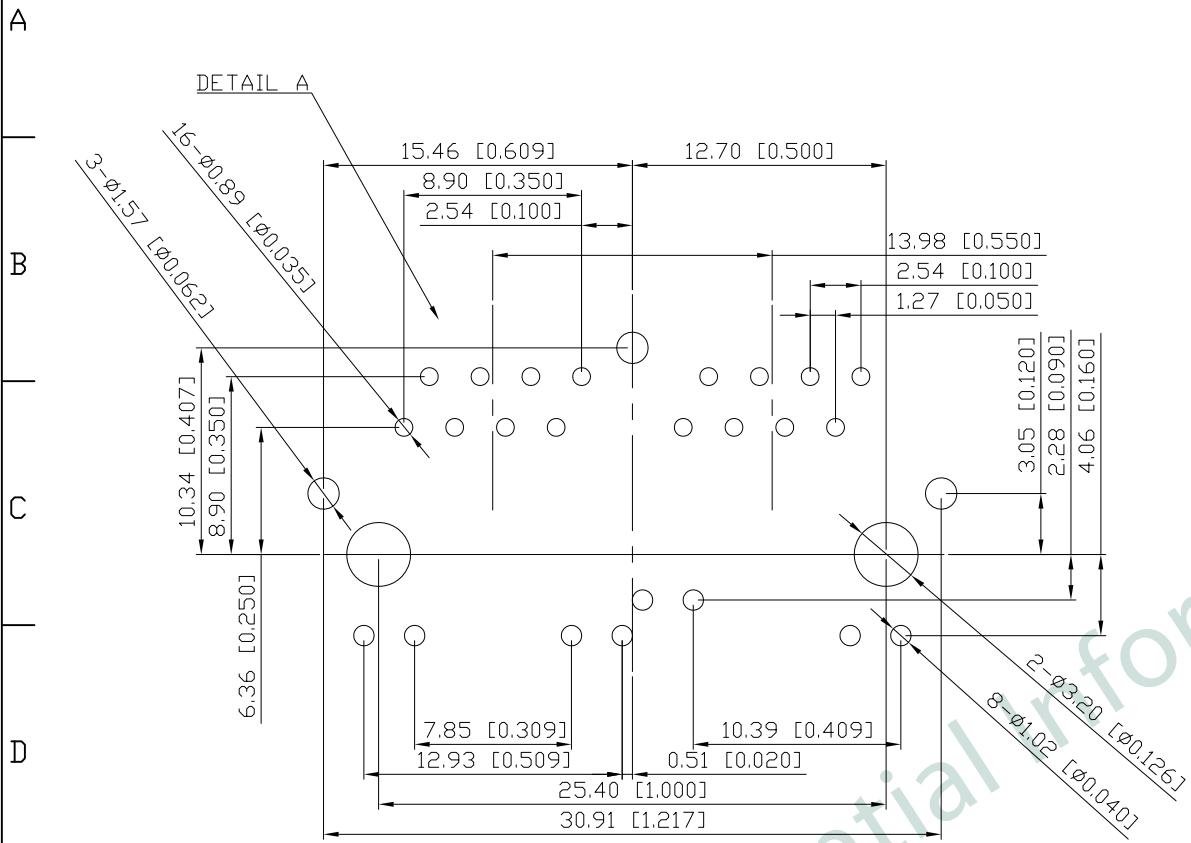 A
DETAIL A
16-Ø0.89 [Ø0.035]
3-Ø1.57 [Ø0.062]
15.46 [0.609]
12.70 [0.500]
8.90 [0.350]
2.54 [0.100]
13.98 [0.550]
2.54 [0.100]
1.27 [0.050]
B
10.34 [0.407]
8.90 [0.350]
6.36 [0.250]
3.05 [0.120]
2.28 [0.090]
4.06 [0.160]
C
7.85 [0.309]
10.39 [0.409]
12.93 [0.509]
0.51 [0.020]
25.40 [1.000]
30.91 [1.217]
2-Ø3.20 [Ø0.126]
8-Ø1.02 [Ø0.040]
D